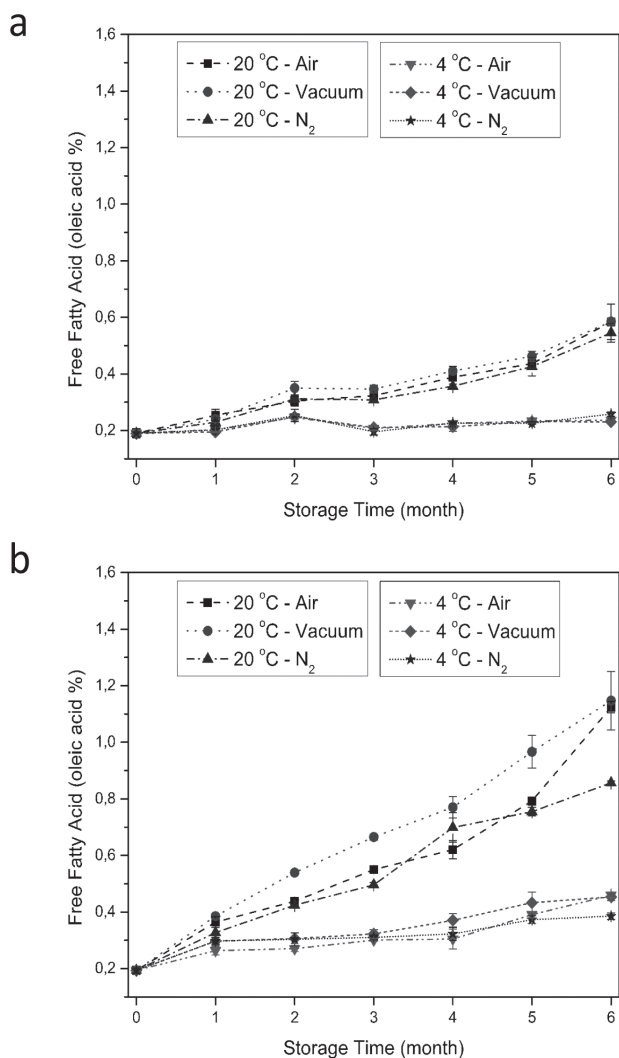 a
1,6
1,4
1,2
1,0
0,8
0,6
0,4
0,2
Free Fatty Acid (oleic acid %)
20 °C - Air
20 °C - Vacuum
20 °C - N₂
4 °C - Air
4 °C - Vacuum
4 °C - N₂
0 1 2 3 4 5 6
Storage Time (month)
b
1,6
1,4
1,2
1,0
0,8
0,6
0,4
0,2
Free Fatty Acid (oleic acid %)
20 °C - Air
20 °C - Vacuum
20 °C - N₂
4 °C - Air
4 °C - Vacuum
4 °C - N₂
0 1 2 3 4 5 6
Storage Time (month)